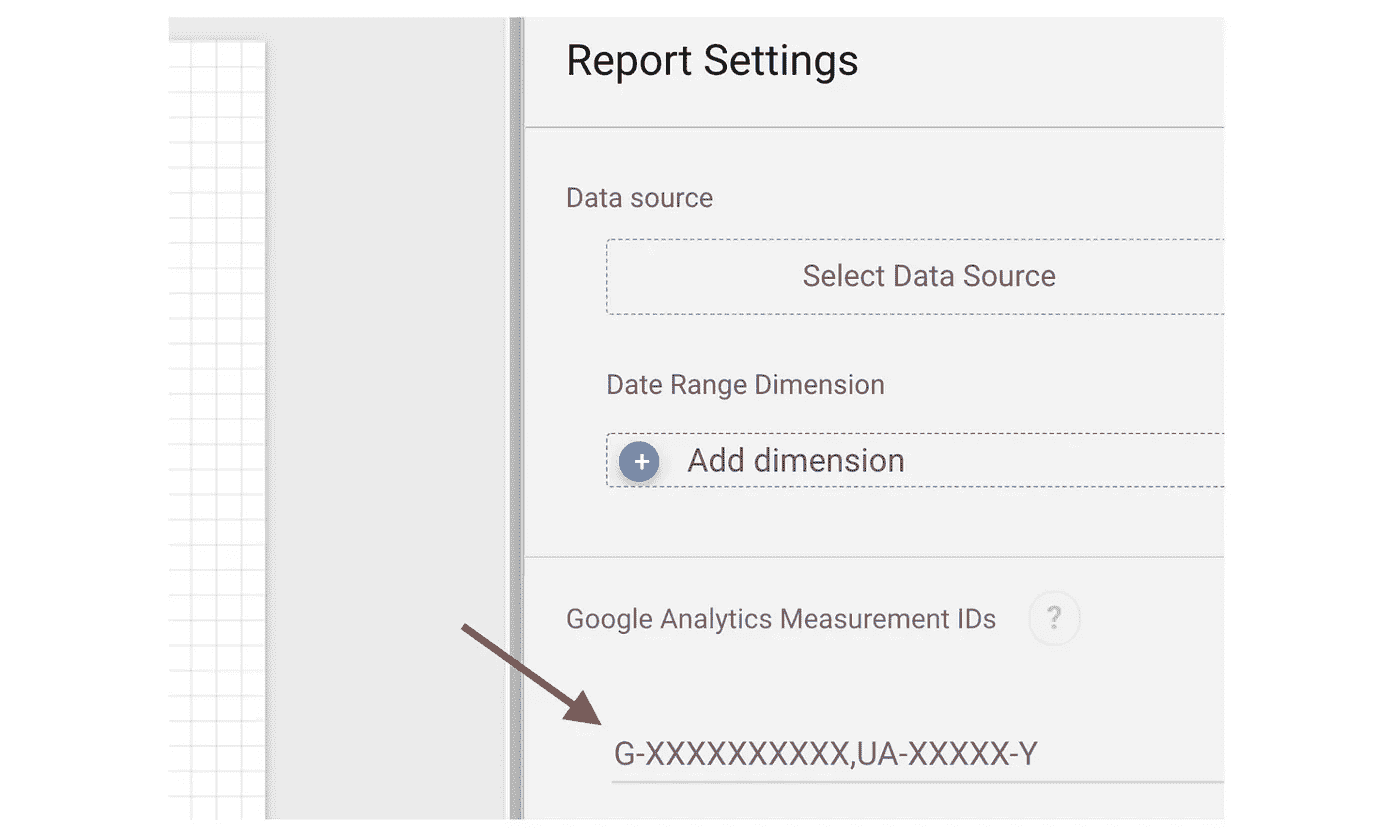 Report Settings
Data source
Select Data Source
Date Range Dimension
+ Add dimension
Google Analytics Measurement IDs ?
G-XXXXXXXXXX,UA-XXXXX-Y